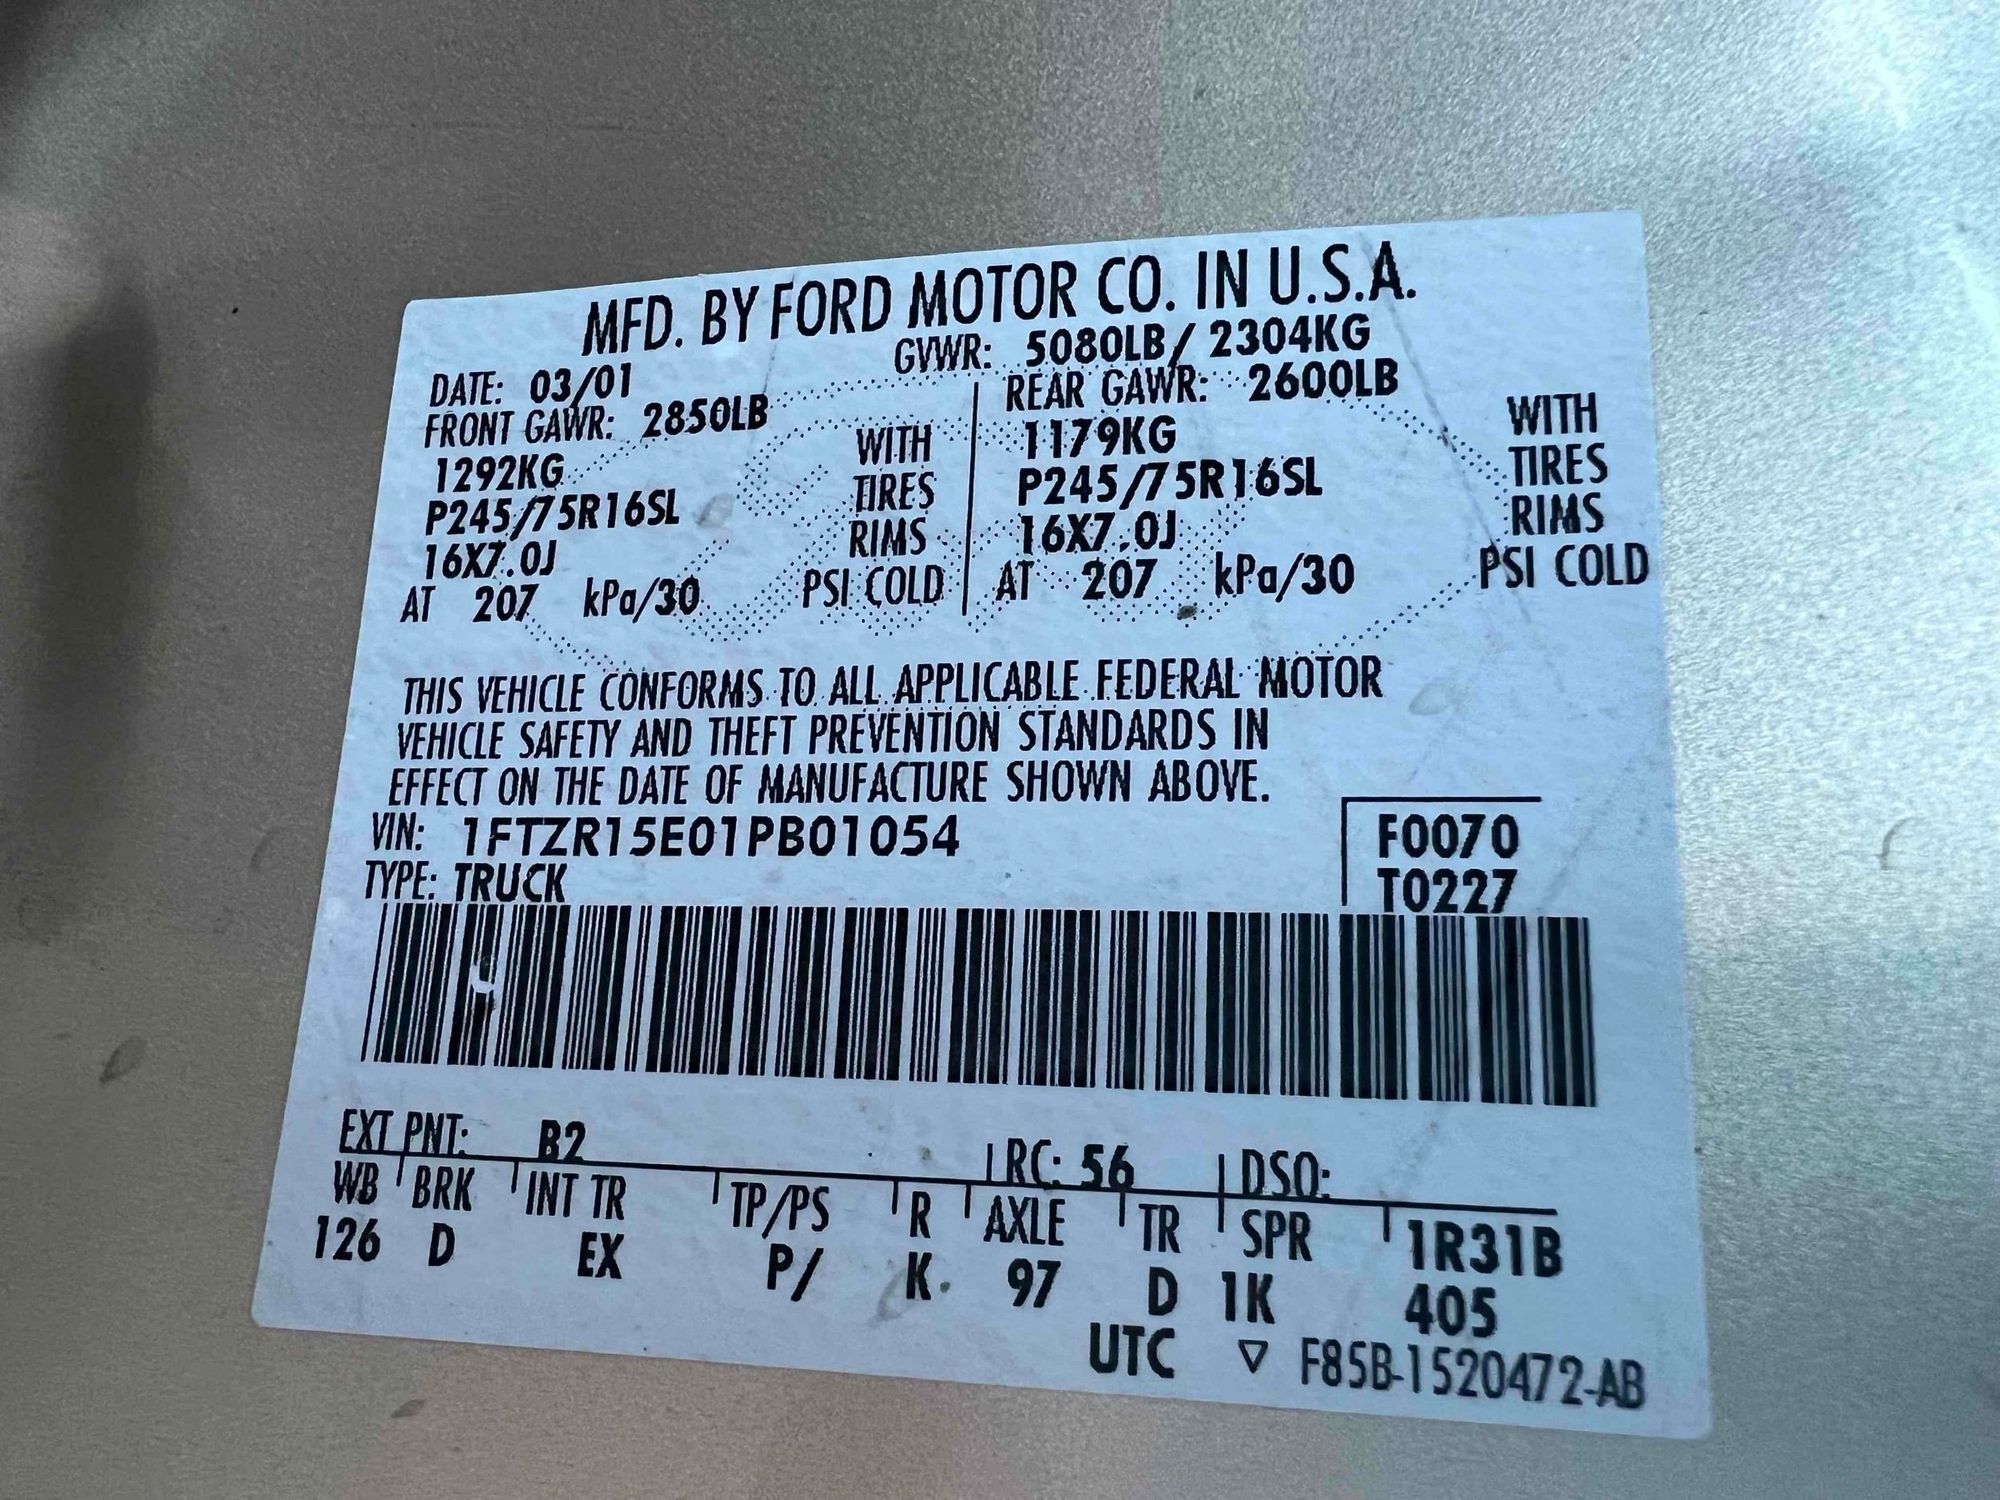 MFD. BY FORD MOTOR CO. IN U.S.A.
DATE: 03/01 GVWR: 5080LB/ 2304KG
FRONT GAWR: 2850LB REAR GAWR: 2600LB
1292KG WITH 1179KG WITH
P245/75R16SL TIRES P245/75R16SL TIRES
16X7.0J RIMS 16X7.0J RIMS
AT 207 kPa/30 PSI COLD AT 207 kPa/30 PSI COLD
THIS VEHICLE CONFORMS TO ALL APPLICABLE FEDERAL MOTOR
VEHICLE SAFETY AND THEFT PREVENTION STANDARDS IN
EFFECT ON THE DATE OF MANUFACTURE SHOWN ABOVE.
VIN: 1FTZR15E01PB01054 F0070
TYPE: TRUCK T0227
EXT PNT: B2 RC: 56 DSO:
WB BRK INT TR TP/PS R AXLE TR SPR 1R31B
126 D EX P/ K 97 D 1K 405
UTC ▽ F85B-1520472-AB